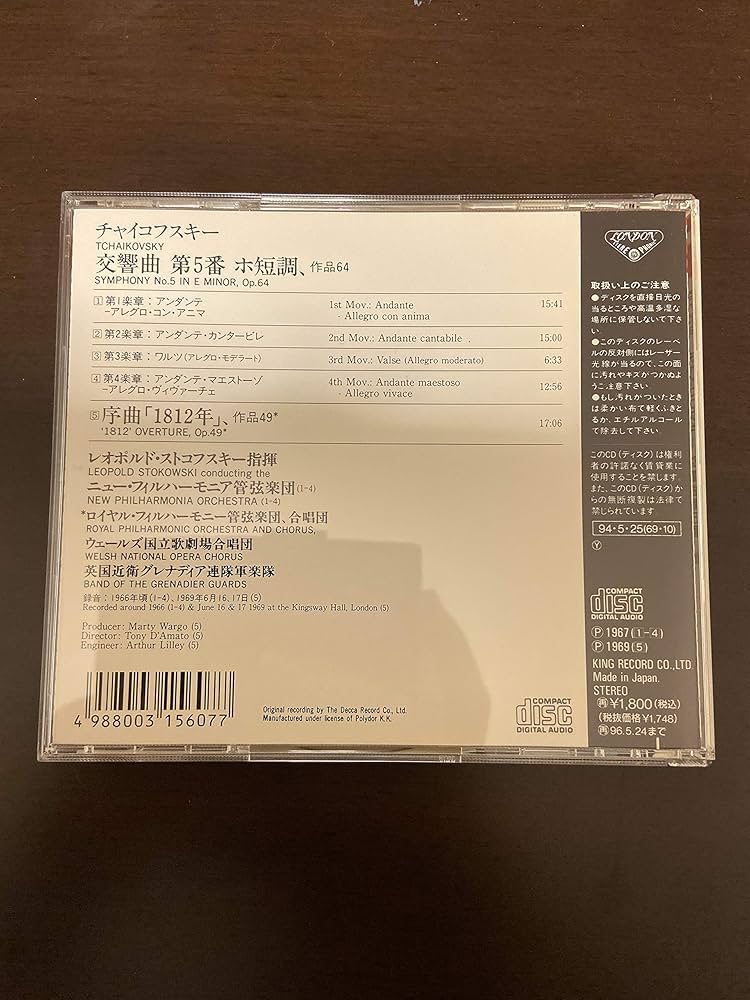 チャイコフスキー
TCHAIKOVSKY
交響曲 第5番 ホ短調、作品64
SYMPHONY No.5 IN E MINOR, Op.64
1 第1楽章：アンダンテ 1st Mov.: Andante 15:41
–アレグロ・コン・アニマ - Allegro con anima
2 第2楽章：アンダンテ・カンタービレ 2nd Mov.: Andante cantabile . 15:00
3 第3楽章：ワルツ(アレグロ・モデラート) 3rd Mov.: Valse (Allegro moderato) 6:33
4 第4楽章：アンダンテ・マエストーゾ 4th Mov.: Andante maestoso 12:56
–アレグロ・ヴィヴァーチェ - Allegro vivace
5 序曲「1812年」、作品49* 17:06
'1812' OVERTURE, Op.49*
レオポルド・ストコフスキー指揮
LEOPOLD STOKOWSKI conducting the
ニュー・フィルハーモニア管弦楽団(1-4)
NEW PHILHARMONIA ORCHESTRA (1-4)
*ロイヤル・フィルハーモニー管弦楽団、合唱団
ROYAL PHILHARMONIC ORCHESTRA AND CHORUS,
ウェールズ国立歌劇場合唱団
WELSH NATIONAL OPERA CHORUS
英国近衛グレナディア連隊軍楽隊
BAND OF THE GRENADIER GUARDS
録音：1966年頃(1-4)、1969年6月16、17日(5)
Recorded around 1966 (1-4) & June 16 & 17 1969 at the Kingsway Hall, London (5)
Producer: Marty Wargo (5)
Director: Tony D'Amato (5)
Engineer: Arthur Lilley (5)
4 988003 156077
Original recording by The Decca Record Co., Ltd.
Manufactured under license of Polydor K.K.
COMPACT
disc
DIGITAL AUDIO
LONDON
取扱い上のご注意
●ディスクを直接日光の
当るところや高温多湿な
場所に保管しないで下さ
い
●このディスクのレーベ
ルの反対側にはレーザー
光線が当るので、この面
に汚れやキズがつかぬよ
うご注意下さい
●もし汚れがついたとき
は柔かい布で軽くふきと
るか、エチルアルコール
で除去して下さい。
このCD(ディスク)は権利
者の許諾なく賃貸業に
使用することを禁じます。
また、このCD(ディスク)か
らの無断複製は法律で
禁じられています。
94・5・25(69・10)
Y
COMPACT
disc
DIGITAL AUDIO
Ⓟ 1967(1-4)
Ⓟ 1969(5)
KING RECORD CO.,LTD.
Made in Japan.
STEREO
再 ¥1,800(税込)
(税抜価格¥1,748)
再 96.5.24まで